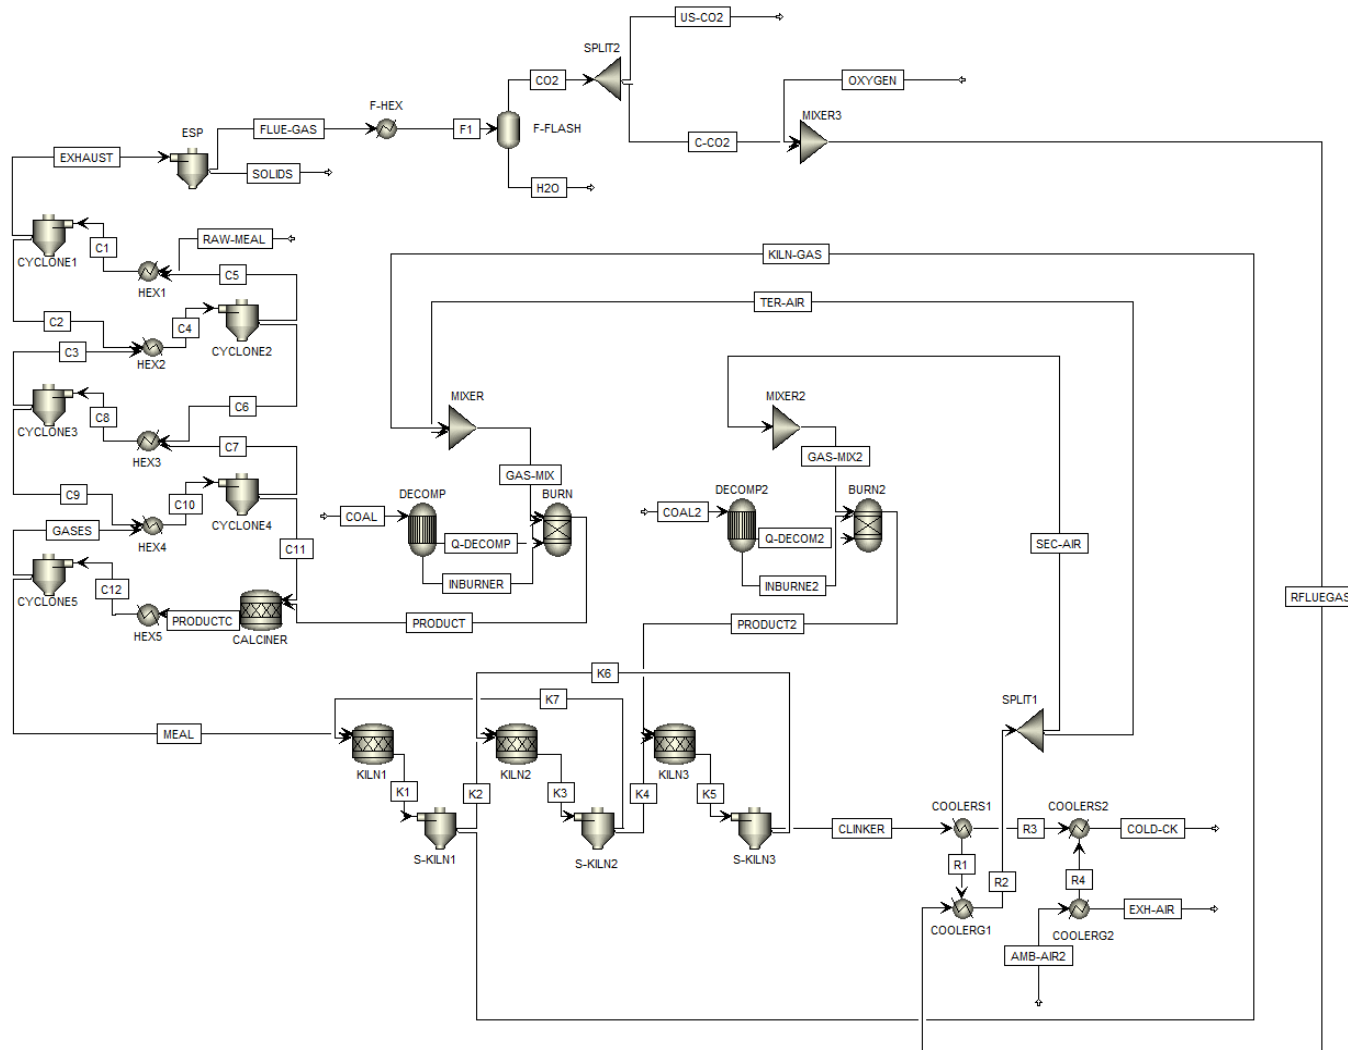 US-CO2
SPLIT2
CO2
OXYGEN
F-HEX
MIXER3
ESP
FLUE-GAS
F1
F-FLASH
C-CO2
EXHAUST
SOLIDS
H2O
RAW-MEAL
C1
CYCLONE1
C5
HEX1
KILN-GAS
TER-AIR
C2
C4
C3
HEX2
CYCLONE2
MIXER
MIXER2
C8
C6
CYCLONE3
C7
HEX3
GAS-MIX
GAS-MIX2
C9
C10
DECOMP
BURN
DECOMP2
BURN2
CYCLONE4
COAL
COAL2
GASES
HEX4
Q-DECOMP
Q-DECOM2
SEC-AIR
C11
INBURNER
INBURNE2
C12
CYCLONE5
RFLUEGAS
HEX5
PRODUCTC
CALCINER
PRODUCT
PRODUCT2
K6
K7
SPLIT1
MEAL
KILN1
KILN2
KILN3
K1
K2
K3
K4
K5
COOLERS1
COOLERS2
CLINKER
R3
COLD-CK
S-KILN1
S-KILN2
S-KILN3
R1
R2
R4
EXH-AIR
COOLERG1
COOLERG2
AMB-AIR2